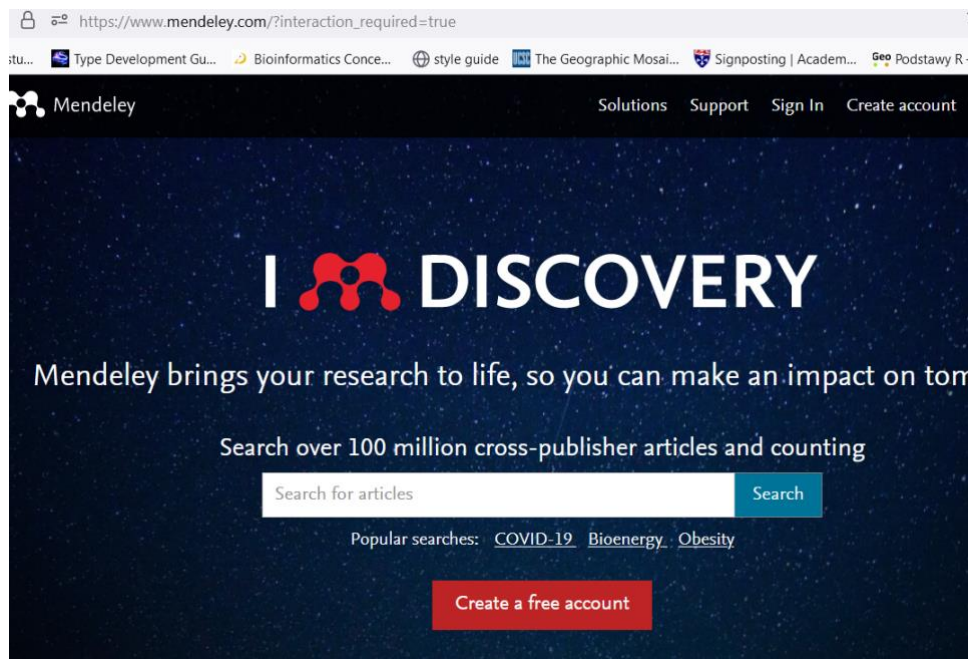 https://www.mendeley.com/?interaction_required=true
stu... Type Development Gu... Bioinformatics Conce... style guide The Geographic Mosai... Signposting | Academ... Geo Podstawy R
Mendeley Solutions Support Sign In Create account
I DISCOVERY
Mendeley brings your research to life, so you can make an impact on tom
Search over 100 million cross-publisher articles and counting
Search for articles Search
Popular searches: COVID-19 Bioenergy Obesity
Create a free account